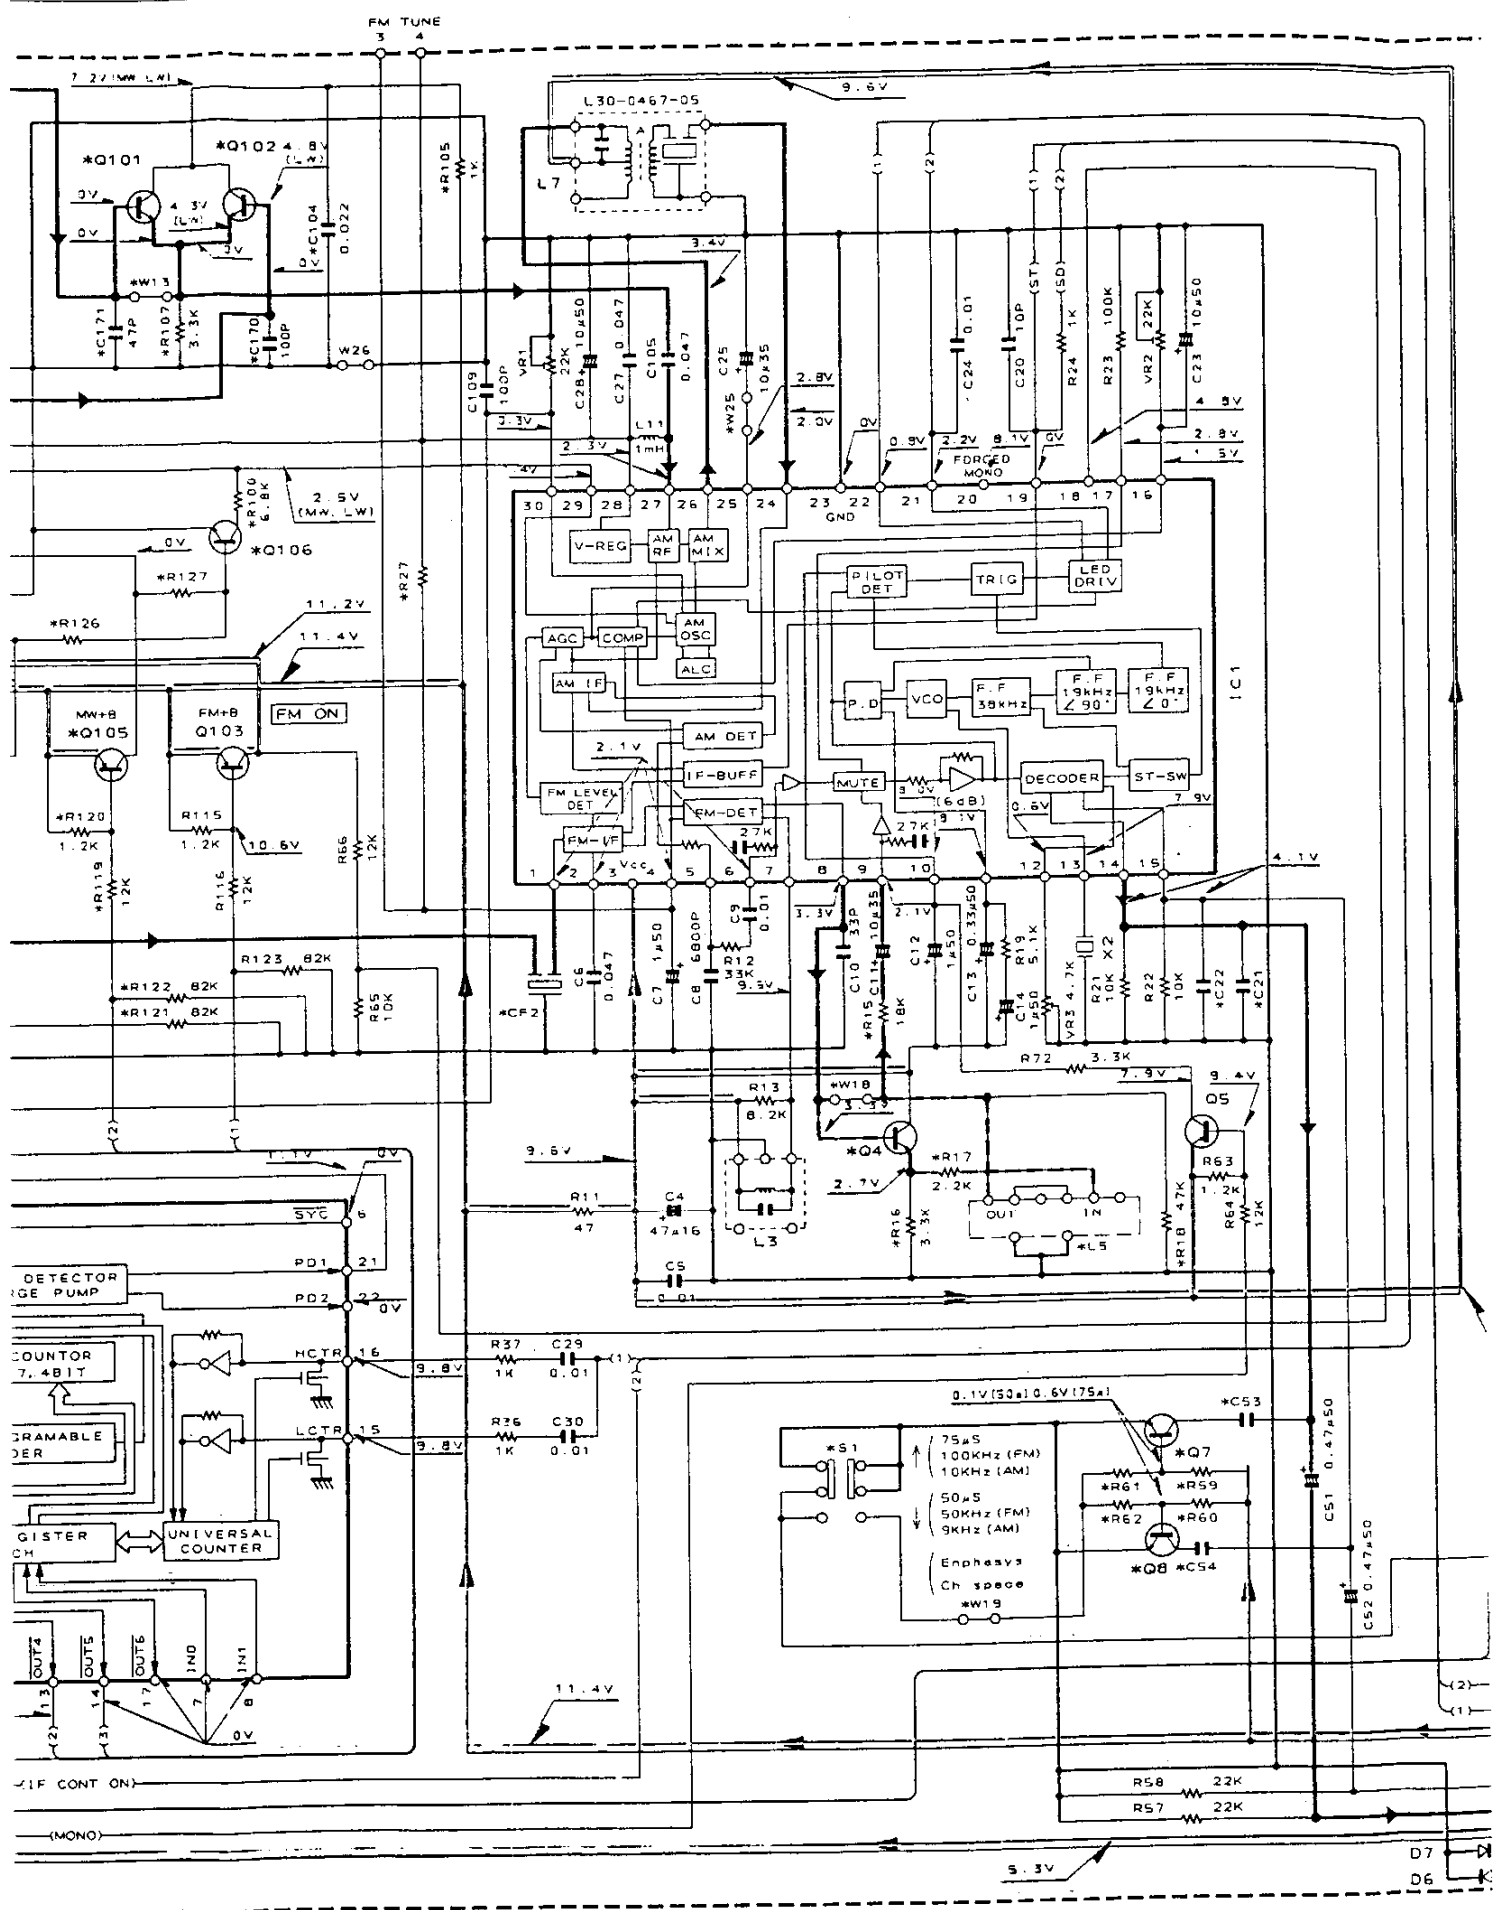 FM TUNE
3 4
7.2V(MW, LW)
9.6V
L30-0467-05
A
L7
*Q101
*Q102
4.8V
(LW)
*R105
1K
0V
4.3V
(LW)
0V
0V
0V
*C104
0.022
3.4V
(1)
(2)
(1)
(2)
(ST)
(SD)
*W13
*C171
47P
*R107
3.3K
*C170
100P
W26
C109
100P
VR1
22K
C28
10µ50
C27
0.047
C105
0.047
C25
10µ35
*W25
C24
0.01
C20
10P
R24
1K
R23
100K
VR2
22K
C23
10µ50
L11
1mH
2.3V
2.8V
2.0V
0V
0.9V
2.2V
8.1V
0V
2.8V
FORCED
MONO
30 29 28 27 26 25 24 23 22 21 20 19 18 17 16
GND
*R100
6.8K
2.5V
(MW, LW)
0V
*Q106
*R127
*R126
11.2V
11.4V
*R27
V-REG
AM
RF
AM
MIX
PILOT
DET
TRIG
LED
DRIV
AGC
COMP
AM
OSC
ALC
AM IF
P.D
VCO
F.F
38kHz
F.F
19kHz
∠90°
F.F
19kHz
∠0°
IC1
AM DET
IF-BUFF
FM LEVEL
DET
FM-DET
FM-IF
MUTE
(6dB)
DECODER
ST-SW
2.1V
27K
27K
8.1V
0.6V
7.9V
4.1V
Vcc
1 2 3 4 5 6 7 8 9 10 12 13 14 15
MW+B
*Q105
FM+B
Q103
FM ON
*R120
1.2K
R115
1.2K
10.6V
*R119
12K
R116
12K
R66
12K
R123 82K
*R122 82K
*R121 82K
R65
10K
*CF2
C6
0.047
C7
1µ50
C8
6800P
C9
0.01
R12
33K
3.3V
33P
C10
10µ35
C11
2.1V
*R15
18K
C12
1µ50
C13
0.33µ50
R19
5.1K
C14
1µ50
VR3 4.7K
X2
R21
10K
R22
10K
*C22
*C21
R72 3.3K
7.9V
9.4V
Q5
R13
8.2K
*W18
3.3V
*Q4
2.7V
*R17
2.2K
*R16
3.3K
OUT
IN
*L5
*R18 47K
R63
1.2K
R64
12K
9.6V
R11
47
C4
47µ16
L3
C5
0.01
(2)
(1)
1.1V
0V
SYC 6
PD1 21
PD2 22
0V
DETECTOR
GE PUMP
COUNTOR
7, 4BIT
GRAMABLE
DER
GISTER
CH
UNIVERSAL
COUNTER
HCTR 16
9.8V
LCTR 15
9.8V
R37
1K
C29
0.01
R36
1K
C30
0.01
(1)
(2)
*S1
75µS
100KHz (FM)
10KHz (AM)
50µS
50KHz (FM)
9KHz (AM)
Enphasys
Ch space
*W19
0.1V(50µ) 0.6V(75µ)
*C53
*Q7
*R61
*R59
*R62
*R60
*Q8
*C54
C51 0.47µ50
C52 0.47µ50
OUT4
OUT5
OUT6
IN0
IN1
13
14
17
7
8
(2)
(3)
0V
11.4V
(2)
(1)
(IF CONT ON)
(MONO)
R58 22K
R57 22K
5.3V
D7
D6